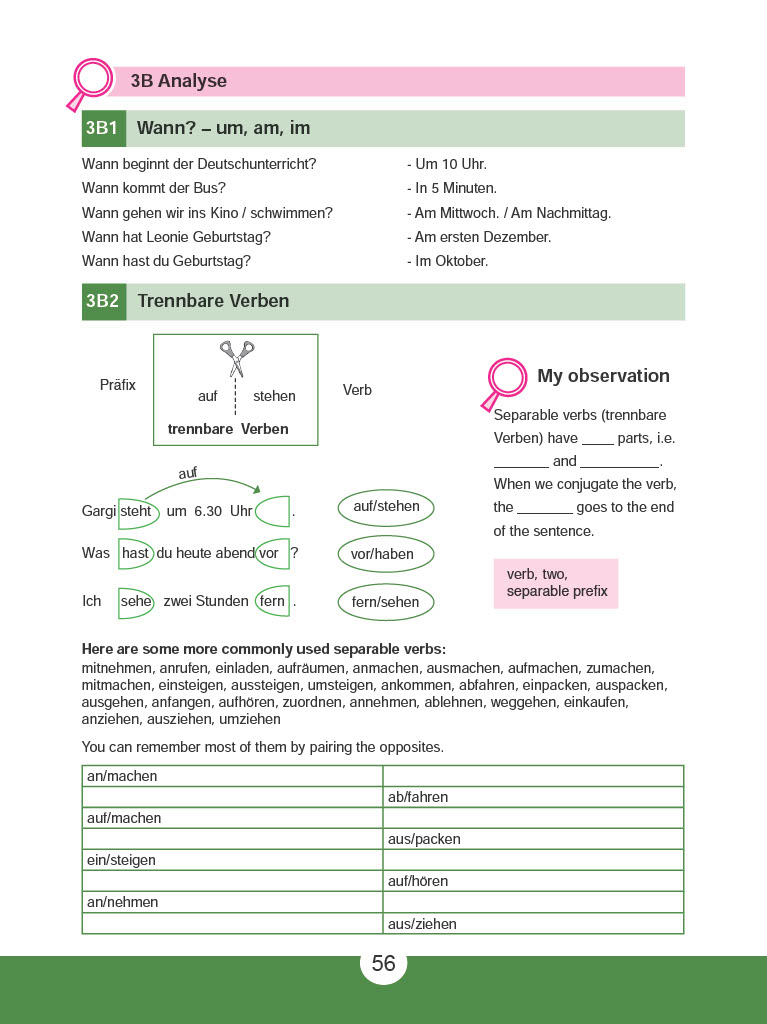 3B Analyse
3B1 Wann? – um, am, im
Wann beginnt der Deutschunterricht? - Um 10 Uhr.
Wann kommt der Bus? - In 5 Minuten.
Wann gehen wir ins Kino / schwimmen? - Am Mittwoch. / Am Nachmittag.
Wann hat Leonie Geburtstag? - Am ersten Dezember.
Wann hast du Geburtstag? - Im Oktober.
3B2 Trennbare Verben
Präfix
auf stehen
trennbare Verben
Verb
auf
Gargi steht um 6.30 Uhr .
auf/stehen
Was hast du heute abend vor ?
vor/haben
Ich sehe zwei Stunden fern .
fern/sehen
My observation
Separable verbs (trennbare
Verben) have ____ parts, i.e.
_______ and __________.
When we conjugate the verb,
the _______ goes to the end
of the sentence.
verb, two,
separable prefix
Here are some more commonly used separable verbs:
mitnehmen, anrufen, einladen, aufräumen, anmachen, ausmachen, aufmachen, zumachen,
mitmachen, einsteigen, aussteigen, umsteigen, ankommen, abfahren, einpacken, auspacken,
ausgehen, anfangen, aufhören, zuordnen, annehmen, ablehnen, weggehen, einkaufen,
anziehen, ausziehen, umziehen
You can remember most of them by pairing the opposites.
an/machen
ab/fahren
auf/machen
aus/packen
ein/steigen
auf/hören
an/nehmen
aus/ziehen
56